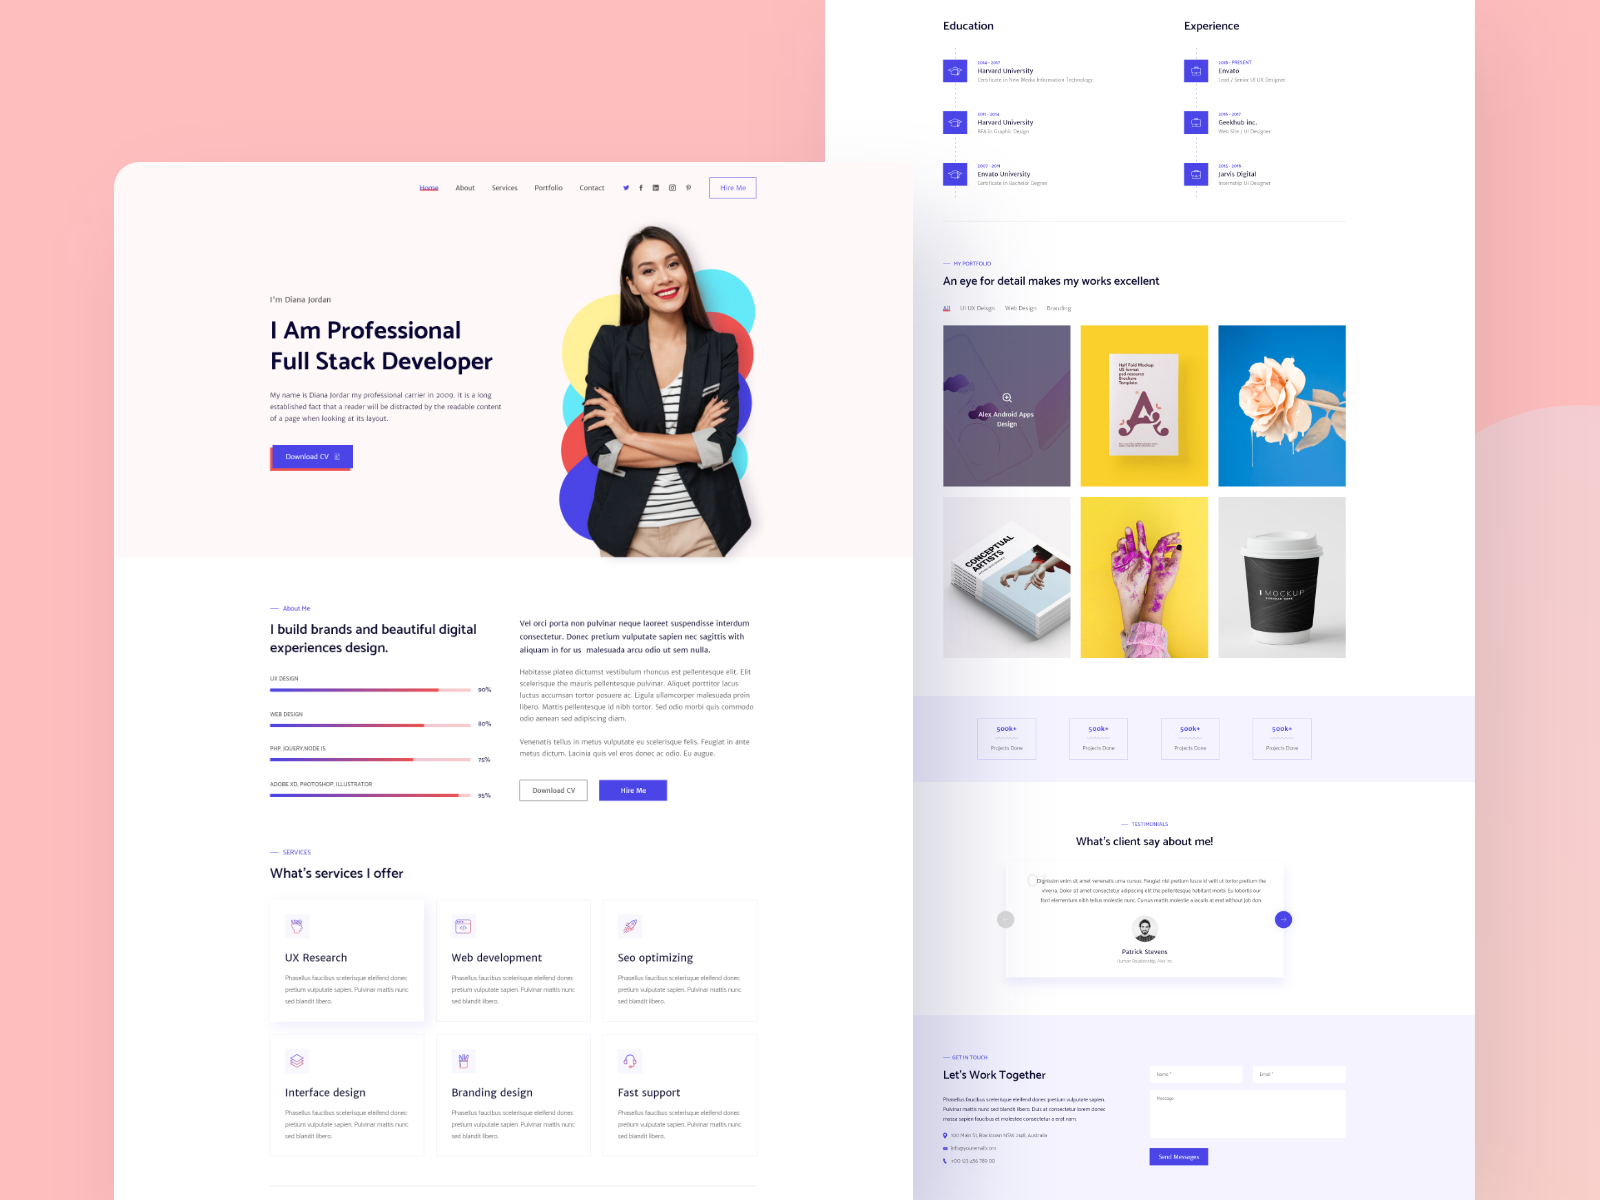 Home About Services Portfolio Contact Hire Me
I'm Diana Jordan
I Am Professional
Full Stack Developer
My name is Diana Jordar my professional carrier in 2009. it is a long
established fact that a reader will be distracted by the readable content
of a page when looking at its layout.
Download CV
About Me
I build brands and beautiful digital
experiences design.
UX DESIGN
90%
WEB DESIGN
80%
PHP, JQUERY,NODE JS
75%
ADOBE XD, PHOTOSHOP, ILLUSTRATOR
95%
Vel orci porta non pulvinar neque laoreet suspendisse interdum
consectetur. Donec pretium vulputate sapien nec sagittis with
aliquam in for us malesuada arcu odio ut sem nulla.
Habitasse platea dictumst vestibulum rhoncus est pellentesque elit. Elit
scelerisque the mauris pellentesque pulvinar. Aliquet porttitor lacus
luctus accumsan tortor posuere ac. Ligula ullamcorper malesuada proin
libero. Mattis pellentesque id nibh tortor. Sed odio morbi quis commodo
odio aenean sed adipiscing diam.
Venenatis tellus in metus vulputate eu scelerisque felis. Feugiat in ante
metus dictum. Lacinia quis vel eros donec ac odio. Eu augue.
Download CV Hire Me
SERVICES
What's services I offer
UX Research
Phasellus faucibus scelerisque eleifend donec
pretium vulputate sapien. Pulvinar mattis nunc
sed blandit libero.
Web development
Phasellus faucibus scelerisque eleifend donec
pretium vulputate sapien. Pulvinar mattis nunc
sed blandit libero.
Seo optimizing
Phasellus faucibus scelerisque eleifend donec
pretium vulputate sapien. Pulvinar mattis nunc
sed blandit libero.
Interface design
Phasellus faucibus scelerisque eleifend donec
pretium vulputate sapien. Pulvinar mattis nunc
sed blandit libero.
Branding design
Phasellus faucibus scelerisque eleifend donec
pretium vulputate sapien. Pulvinar mattis nunc
sed blandit libero.
Fast support
Phasellus faucibus scelerisque eleifend donec
pretium vulputate sapien. Pulvinar mattis nunc
sed blandit libero.
Education
2014 - 2017
Harvard University
Certificate in New Media Information Technology.
2011 - 2014
Harvard University
BFA in Graphic Design
2007 - 2011
Envato University
Certificate in Bachelor Degree
Experience
2018 - PRESENT
Envato
Lead / Senior UI UX Designer
2016 - 2017
Geekhub inc.
Web Site / UI Designer
2015 - 2016
Jarvis Digital
Internship UI Designer
MY PORTFOLIO
An eye for detail makes my works excellent
All UI UX Deisgn Web Design Branding
Alex Android Apps
Design
Half Fold Mockup
US format
psd resource
Brochure
Template.
A
CONCEPTUAL
ARTISTS
MOCKUP
500k+
Projects Done
500k+
Projects Done
500k+
Projects Done
500k+
Projects Done
TESTIMONIALS
What's client say about me!
Dignissim enim sit amet venenatis urna cursus. Feugiat nisl pretium fusce id velit ut tortor pretium the
viverra. Dolor sit amet consectetur adipiscing elit the pellentesque habitant morbi. Eu lobortis our
fort elementum nibh tellus molestie nunc. Cursus mattis molestie a iaculis at erat without job don.
Patrick Stevens
Human Relationship, Alex Inc
GET IN TOUCH
Let's Work Together
Phasellus faucibus scelerisque eleifend donec pretium vulputate sapien.
Pulvinar mattis nunc sed blandit libero. Duis at consectetur lorem donec
massa sapien faucibus et molestee consectetur a erat nam.
100 Main St, Blacktown NSW 2148, Australia
info@youremail.com
+00 123 456 789 00
Name *
Email *
Message
Send Messages